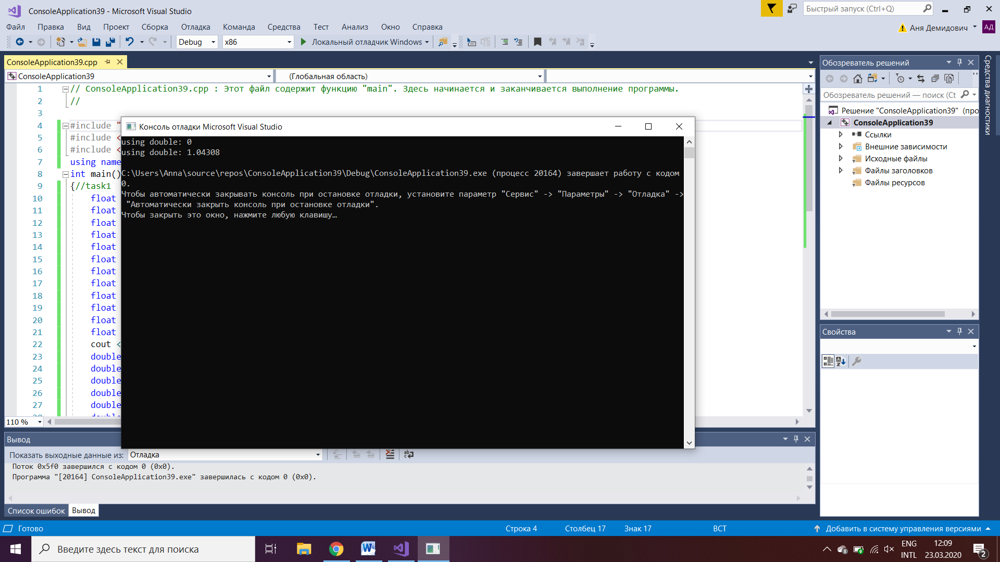 ConsoleApplication39 - Microsoft Visual Studio
Быстрый запуск (Ctrl+Q)
Файл Правка Вид Проект Сборка Отладка Команда Средства Тест Анализ Окно Справка
Аня Демидович АД
Debug x86 Локальный отладчик Windows
ConsoleApplication39.cpp
ConsoleApplication39 (Глобальная область)
1 // ConsoleApplication39.cpp : Этот файл содержит функцию "main". Здесь начинается и заканчивается выполнение программы.
2 //
3
4 #include "
5 #include <
6 #include <
7 using name
8 int main()
9 {//task1
10 float
11 float
12 float
13 float
14 float
15 float
16 float
17 float
18 float
19 float
20 float
21 float
22 cout <
23 double
24 double
25 double
26 double
27 double
28 double
110 %
Консоль отладки Microsoft Visual Studio
using double: 0
using double: 1.04308
C:\Users\Anna\source\repos\ConsoleApplication39\Debug\ConsoleApplication39.exe (процесс 20164) завершает работу с кодом
0.
Чтобы автоматически закрывать консоль при остановке отладки, установите параметр "Сервис" -> "Параметры" -> "Отладка" ->
"Автоматически закрыть консоль при остановке отладки".
Чтобы закрыть это окно, нажмите любую клавишу…
Обозреватель решений
Обозреватель решений — поиск (Ct
Решение "ConsoleApplication39" (про
ConsoleApplication39
Ссылки
Внешние зависимости
Исходные файлы
Файлы заголовков
Файлы ресурсов
Средства диагностики
Свойства
Вывод
Показать выходные данные из: Отладка
Поток 0x5f0 завершился с кодом 0 (0x0).
Программа "[20164] ConsoleApplication39.exe" завершилась с кодом 0 (0x0).
Список ошибок Вывод
Готово Строка 4 Столбец 17 Знак 17 ВСТ Добавить в систему управления версиями
Введите здесь текст для поиска
ENG
INTL
12:09
23.03.2020
2